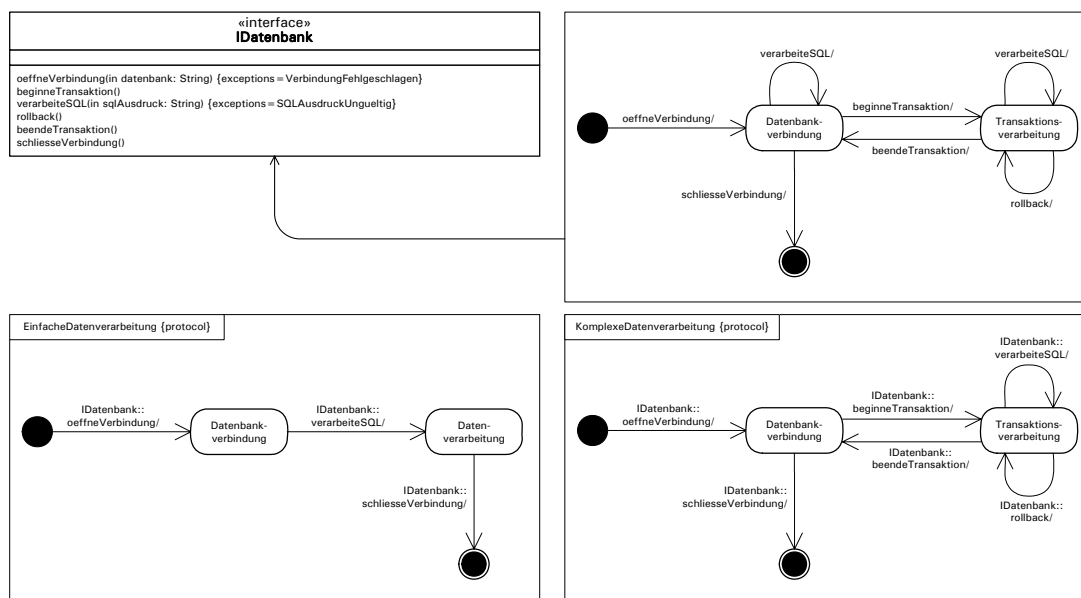 «interface»
IDatenbank
oeffneVerbindung(in datenbank: String) {exceptions=VerbindungFehlgeschlagen}
beginneTransaktion()
verarbeiteSQL(in sqlAusdruck: String) {exceptions=SQLAusdruckUngueltig}
rollback()
beendeTransaktion()
schliesseVerbindung()
verarbeiteSQL/
verarbeiteSQL/
oeffneVerbindung/
Datenbank-
verbindung
beginneTransaktion/
beendeTransaktion/
Transaktions-
verarbeitung
schliesseVerbindung/
rollback/
EinfacheDatenverarbeitung {protocol}
IDatenbank::
oeffneVerbindung/
Datenbank-
verbindung
IDatenbank::
verarbeiteSQL/
Daten-
verarbeitung
IDatenbank::
schliesseVerbindung/
KomplexeDatenverarbeitung {protocol}
IDatenbank::
verarbeiteSQL/
IDatenbank::
oeffneVerbindung/
Datenbank-
verbindung
IDatenbank::
beginneTransaktion/
IDatenbank::
beendeTransaktion/
Transaktions-
verarbeitung
IDatenbank::
schliesseVerbindung/
IDatenbank::
rollback/